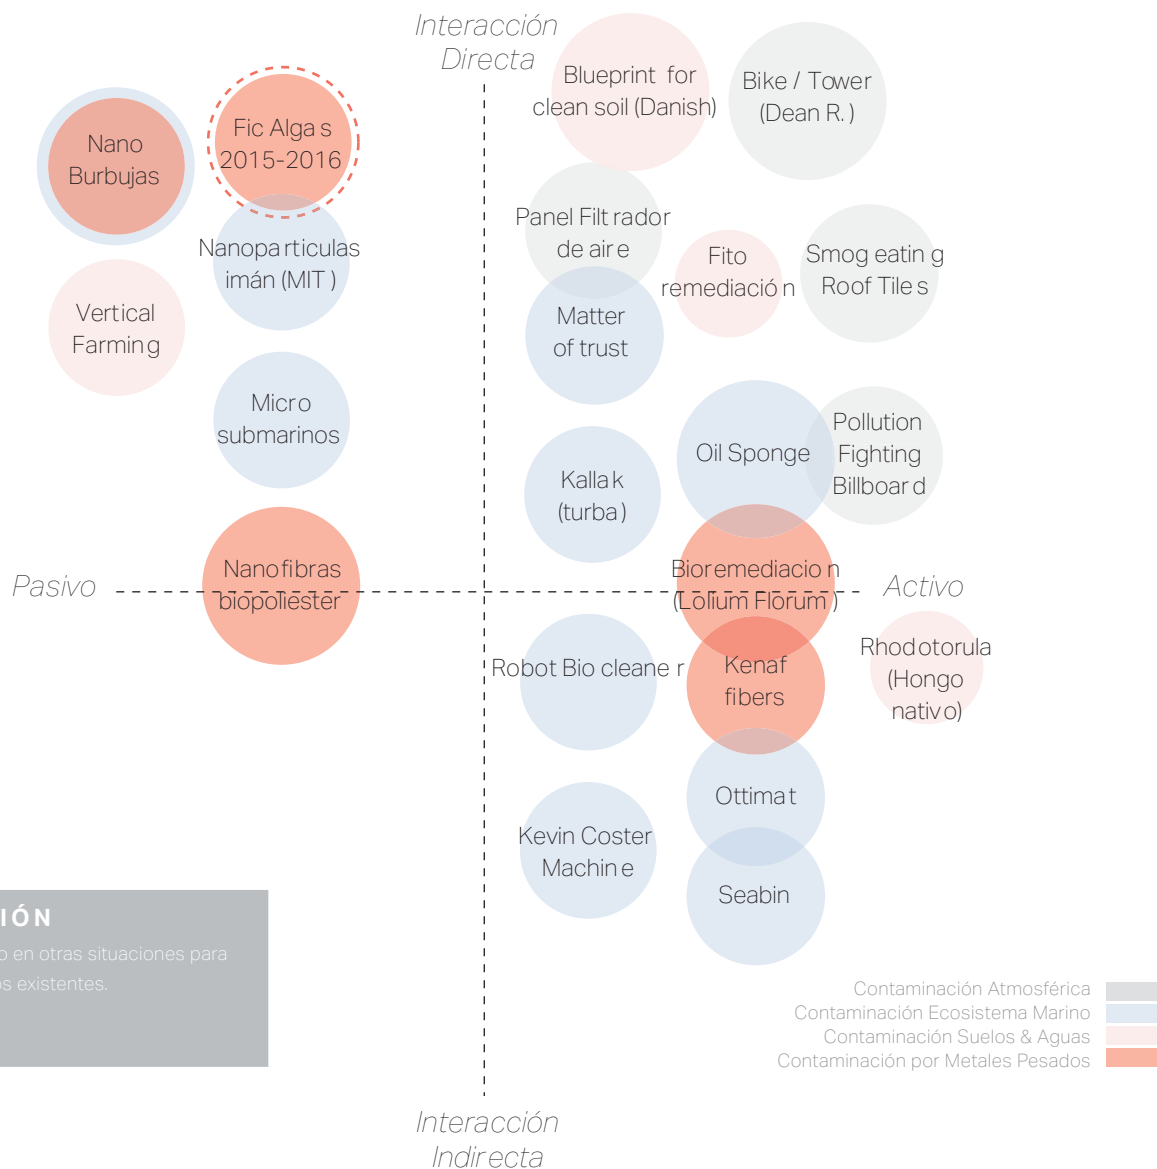 Interacción
Directa
Blueprint for
clean soil (Danish)
Bike / Tower
(Dean R.)
Nano
Burbujas
Fic Algas
2015-2016
Panel Filtrador
de aire
Nanoparticulas
imán (MIT)
Fito
remediación
Smog eating
Roof Tiles
Vertical
Farming
Matter
of trust
Micro
submarinos
Oil Sponge
Pollution
Fighting
Billboard
Kallak
(turba)
Nanofibras
biopoliester
Bioremediacion
(Lolium Florum)
Pasivo
Activo
Robot Bio cleaner
Kenaf
fibers
Rhodotorula
(Hongo
nativo)
Ottimat
Kevin Coster
Machine
Seabin
IÓN
o en otras situaciones para
os existentes.
Contaminación Atmosférica
Contaminación Ecosistema Marino
Contaminación Suelos & Aguas
Contaminación por Metales Pesados
Interacción
Indirecta